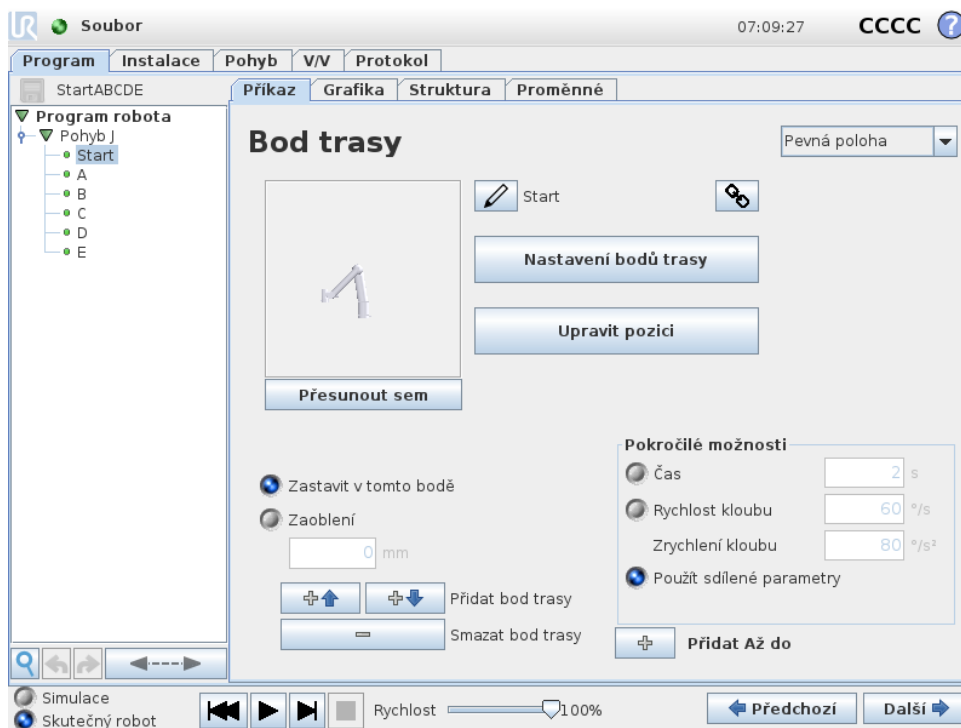 UR Soubor 07:09:27 CCCC ?
Program Instalace Pohyb V/V Protokol
StartABCDE Příkaz Grafika Struktura Proměnné
Program robota
Pohyb J
Start
A
B
C
D
E
Bod trasy Pevná poloha
Start
Nastavení bodů trasy
Upravit pozici
Přesunout sem
Pokročilé možnosti
Zastavit v tomto bodě
Zaoblení
0 mm
Přidat bod trasy
Smazat bod trasy
Čas 2 s
Rychlost kloubu 60 °/s
Zrychlení kloubu 80 °/s²
Použít sdílené parametry
Přidat Až do
Simulace
Skutečný robot
Rychlost 100%
Předchozí Další